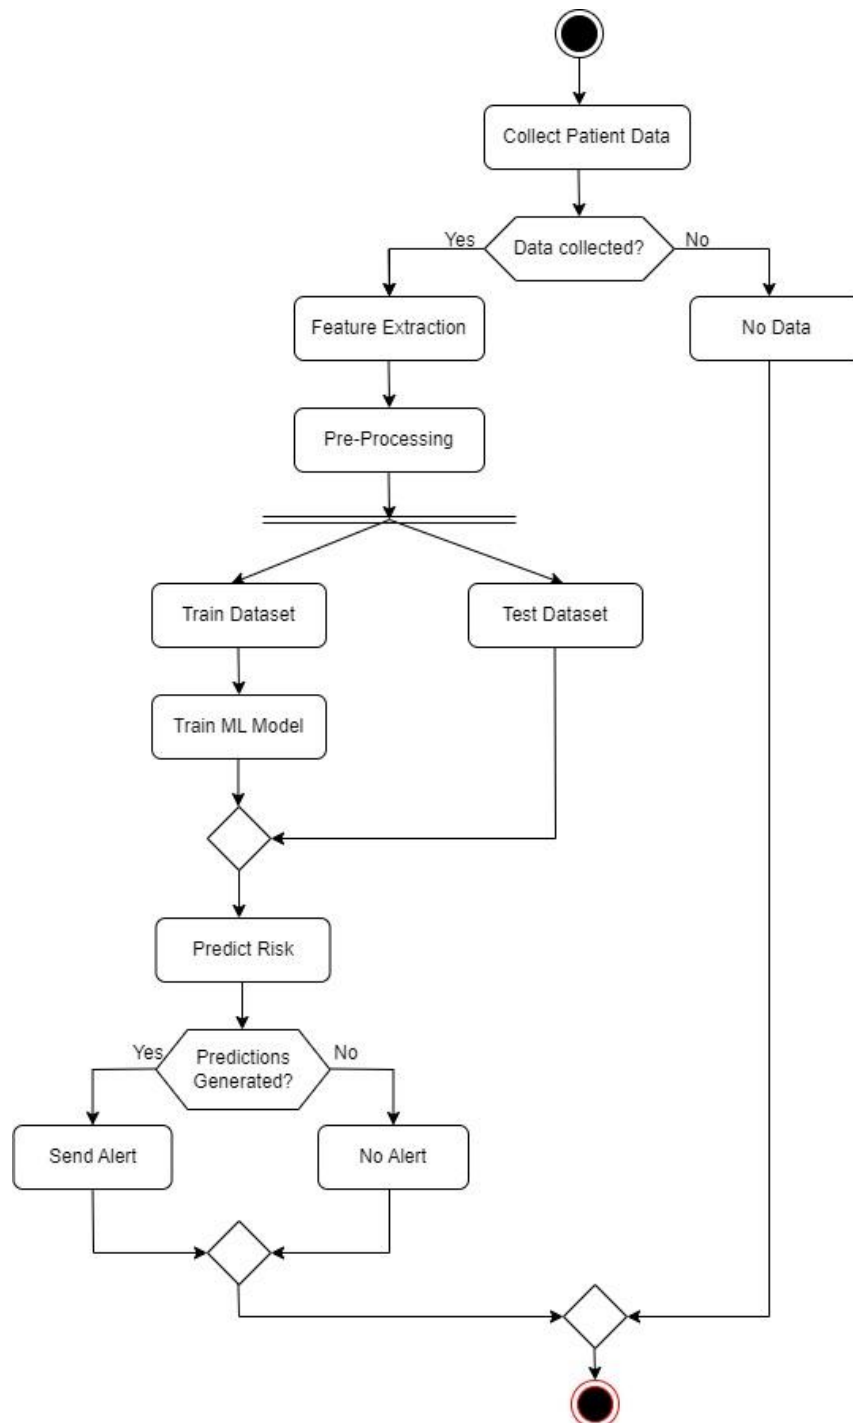 Collect Patient Data
Yes
Data collected?
No
Feature Extraction
No Data
Pre-Processing
Train Dataset
Test Dataset
Train ML Model
Predict Risk
Yes
Predictions
Generated?
No
Send Alert
No Alert